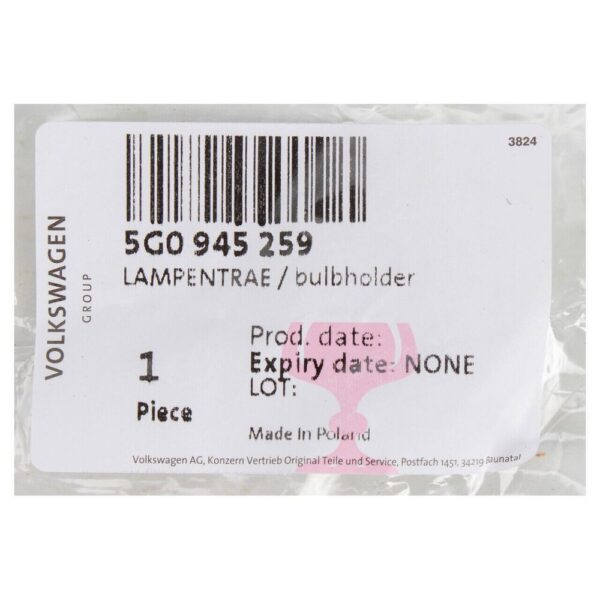 3824
5G0 945 259
LAMPENTRAE / bulbholder
VOLKSWAGEN
GROUP
1
Piece
Prod. date:
Expiry date: NONE
LOT:
Made In Poland
Volkswagen AG, Konzern Vertrieb Original Teile und Service, Postfach 1451, 34219 Baunatal